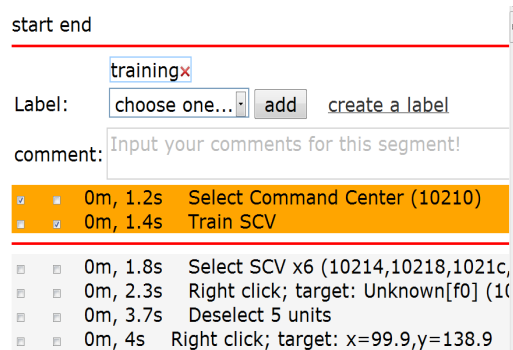 start end
training×
Label: choose one... add create a label
comment: Input your comments for this segment!
0m, 1.2s Select Command Center (10210)
0m, 1.4s Train SCV
0m, 1.8s Select SCV x6 (10214,10218,1021c,
0m, 2.3s Right click; target: Unknown[f0] (10
0m, 3.7s Deselect 5 units
0m, 4s Right click; target: x=99.9,y=138.9